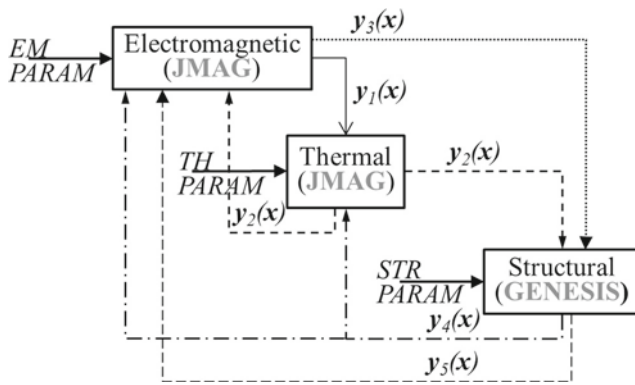 y₃(x)
EM
PARAM
Electromagnetic
(JMAG)
y₁(x)
TH
PARAM
Thermal
(JMAG)
y₂(x)
y₂(x)
STR
PARAM
Structural
(GENESIS)
y₄(x)
y₅(x)